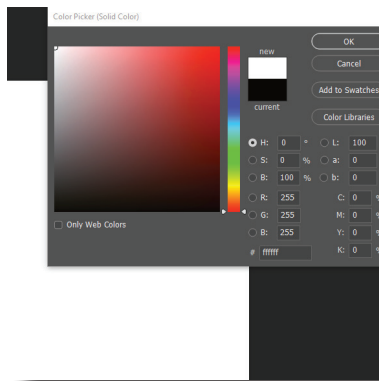 Color Picker (Solid Color)
new
current
OK
Cancel
Add to Swatches
Color Libraries
H: 0 °
L: 100
S: 0 %
a: 0
B: 100 %
b: 0
R: 255
C: 0 %
G: 255
M: 0 %
B: 255
Y: 0 %
# ffffff
K: 0 %
Only Web Colors